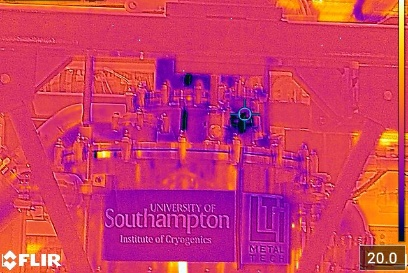 UNIVERSITY OF
Southampton
Institute of Cryogenics
METAL
TECH
FLIR
20.0